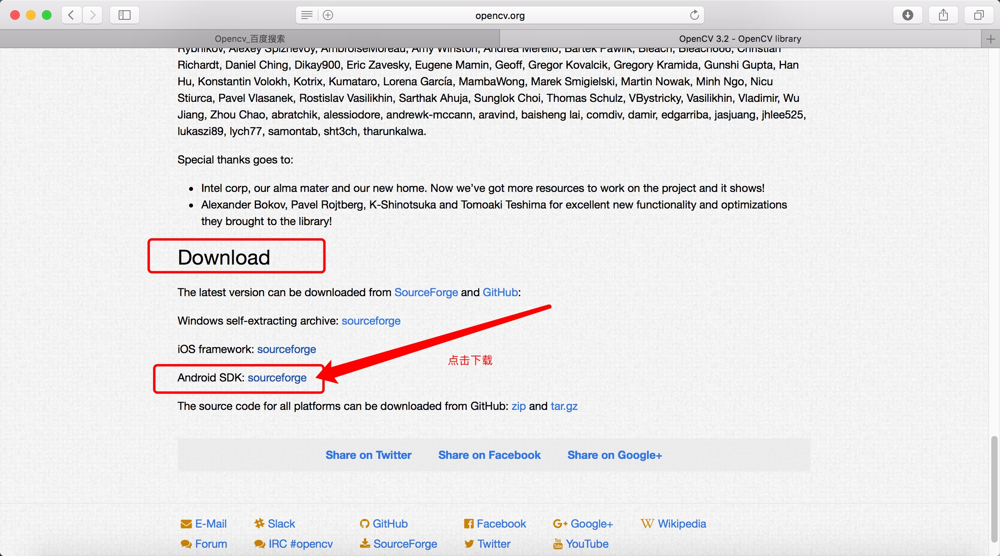 opencv.org
Opencv_百度搜索
OpenCV 3.2 - OpenCV library
Rybnikov, Alexey Spizhevoy, AmbroiseMoreau, Amy Winston, Andrea Merello, Bartek Pawlik, Bleach, Bleach666, Christian
Richardt, Daniel Ching, Dikay900, Eric Zavesky, Eugene Mamin, Geoff, Gregor Kovalcik, Gregory Kramida, Gunshi Gupta, Han
Hu, Konstantin Volokh, Kotrix, Kumataro, Lorena García, MambaWong, Marek Smigielski, Martin Nowak, Minh Ngo, Nicu
Stiurca, Pavel Vlasanek, Rostislav Vasilikhin, Sarthak Ahuja, Sunglok Choi, Thomas Schulz, VBystricky, Vasilikhin, Vladimir, Wu
Jiang, Zhou Chao, abratchik, alessiodore, andrewk-mccann, aravind, baisheng lai, comdiv, damir, edgarriba, jasjuang, jhlee525,
lukaszi89, lych77, samontab, sht3ch, tharunkalwa.
Special thanks goes to:
• Intel corp, our alma mater and our new home. Now we’ve got more resources to work on the project and it shows!
• Alexander Bokov, Pavel Rojtberg, K-Shinotsuka and Tomoaki Teshima for excellent new functionality and optimizations
they brought to the library!
Download
The latest version can be downloaded from SourceForge and GitHub:
Windows self-extracting archive: sourceforge
iOS framework: sourceforge
点击下载
Android SDK: sourceforge
The source code for all platforms can be downloaded from GitHub: zip and tar.gz
Share on Twitter Share on Facebook Share on Google+
E-Mail Slack GitHub Facebook G+ Google+ W Wikipedia
Forum IRC #opencv SourceForge Twitter You Tube YouTube